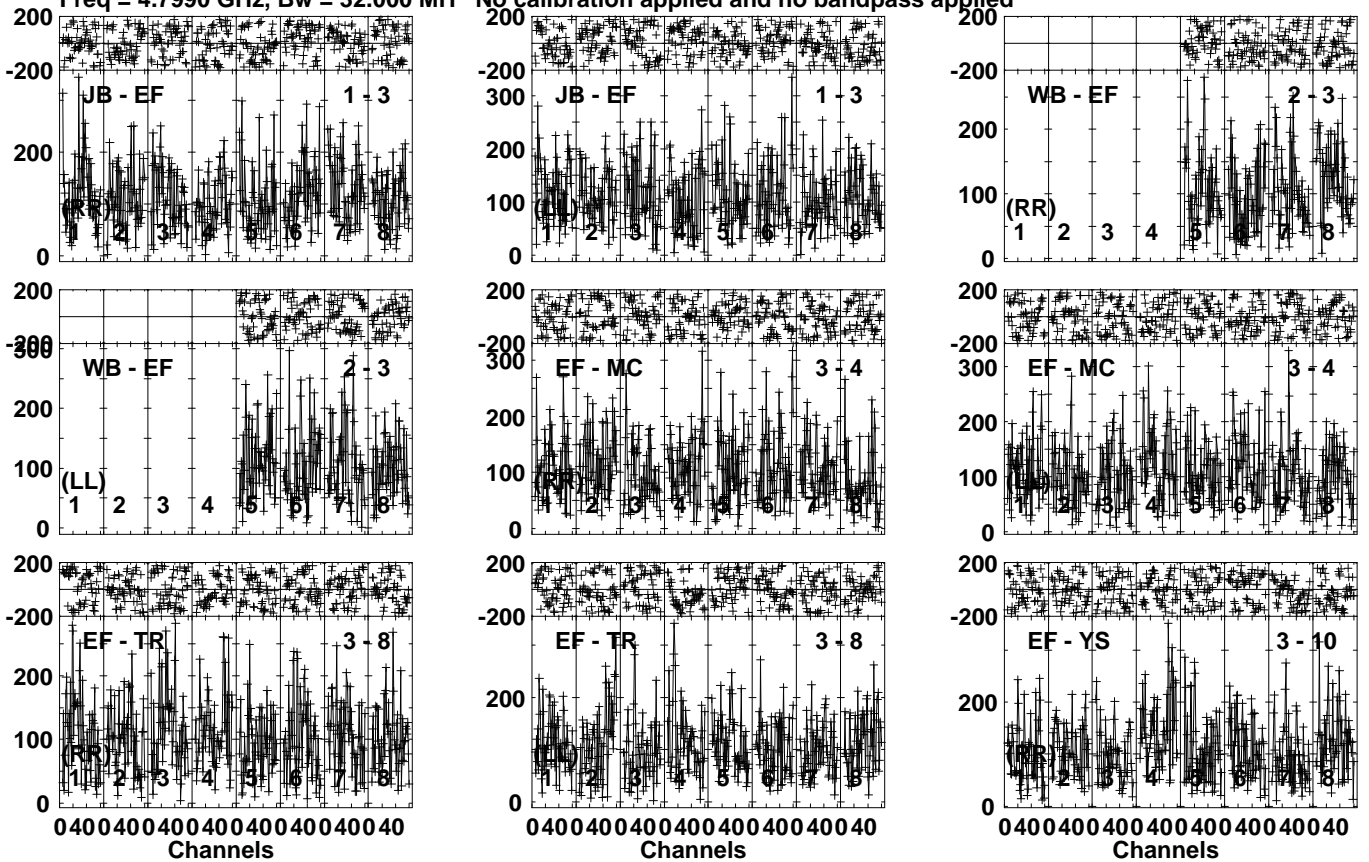 Freq = 4.7990 GHz, Bw = 32.000 MH No calibration applied and no bandpass applied
200 200 200
-200 -200 -200
JB - EF 1 - 3 300 JB - EF 1 - 3 WB - EF 2 - 3
200 200 200
100 100
(RR) (LL) (RR)
1 2 3 4 5 6 7 8 1 2 3 4 5 6 7 8 1 2 3 4 5 6 7 8
0 0 0
200 200 200
-200 -200 -200
300 WB - EF 2 - 3 300 EF - MC 3 - 4 300 EF - MC 3 - 4
200 200 200
100 100 100
(LL) (RR) (LL)
1 2 3 4 5 6 7 8 1 2 3 4 5 6 7 8 1 2 3 4 5 6 7 8
0 0 0
200 200 200
-200 -200 -200
EF - TR 3 - 8 EF - TR 3 - 8 EF - YS 3 - 10
200 200 200
100
(RR) (LL) (RR)
1 2 3 4 5 6 7 8 1 2 3 4 5 6 7 8 1 2 3 4 5 6 7 8
0 0 0
0 40 0 40 0 40 0 40 0 40 0 40 0 40 0 40 0 40 0 40 0 40 0 40 0 40 0 40 0 40 0 40 0 40 0 40 0 40 0 40 0 40 0 40 0 40 0 40
Channels Channels Channels